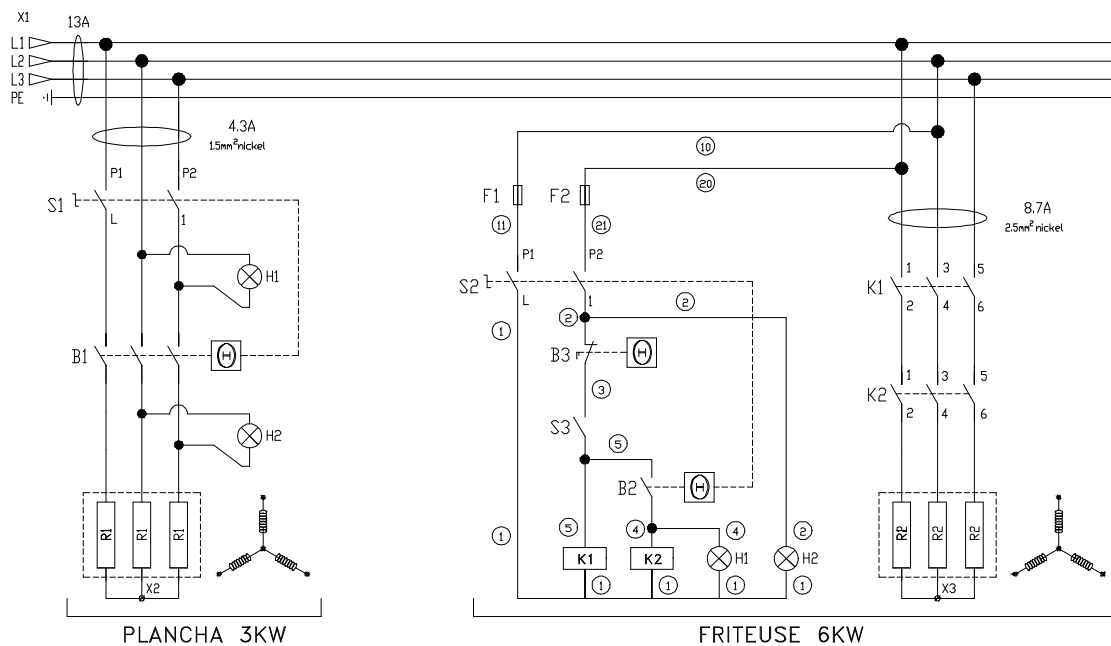 X1
13A
L1
L2
L3
PE
4.3A
1.5mm² nickel
P1
P2
S1
L
1
H1
B1
H2
R1
R1
R1
X2
PLANCHA 3KW
10
20
F1
F2
11
21
P1
P2
S2
L
1
1
2
2
B3
3
S3
5
B2
5
4
4
2
1
K1
K2
H1
H2
1
1
1
1
8.7A
2.5mm² nickel
K1
1
3
5
2
4
6
K2
1
3
5
2
4
6
R2
R2
R2
X3
FRITEUSE 6KW